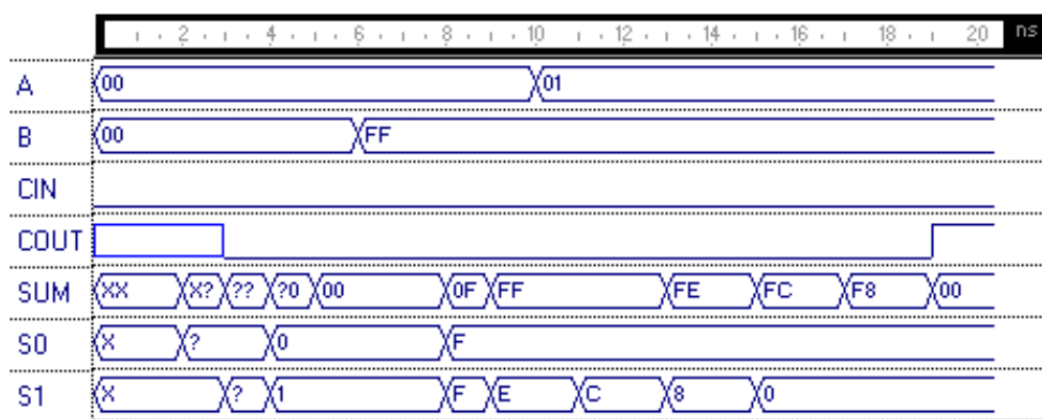 2 4 6 8 10 12 14 16 18 20 ns
A 00 01
B 00 FF
CIN
COUT
SUM XX X? ?? ?0 00 0F FF FE FC F8 00
S0 X ? 0 F
S1 X ? 1 F E C 8 0